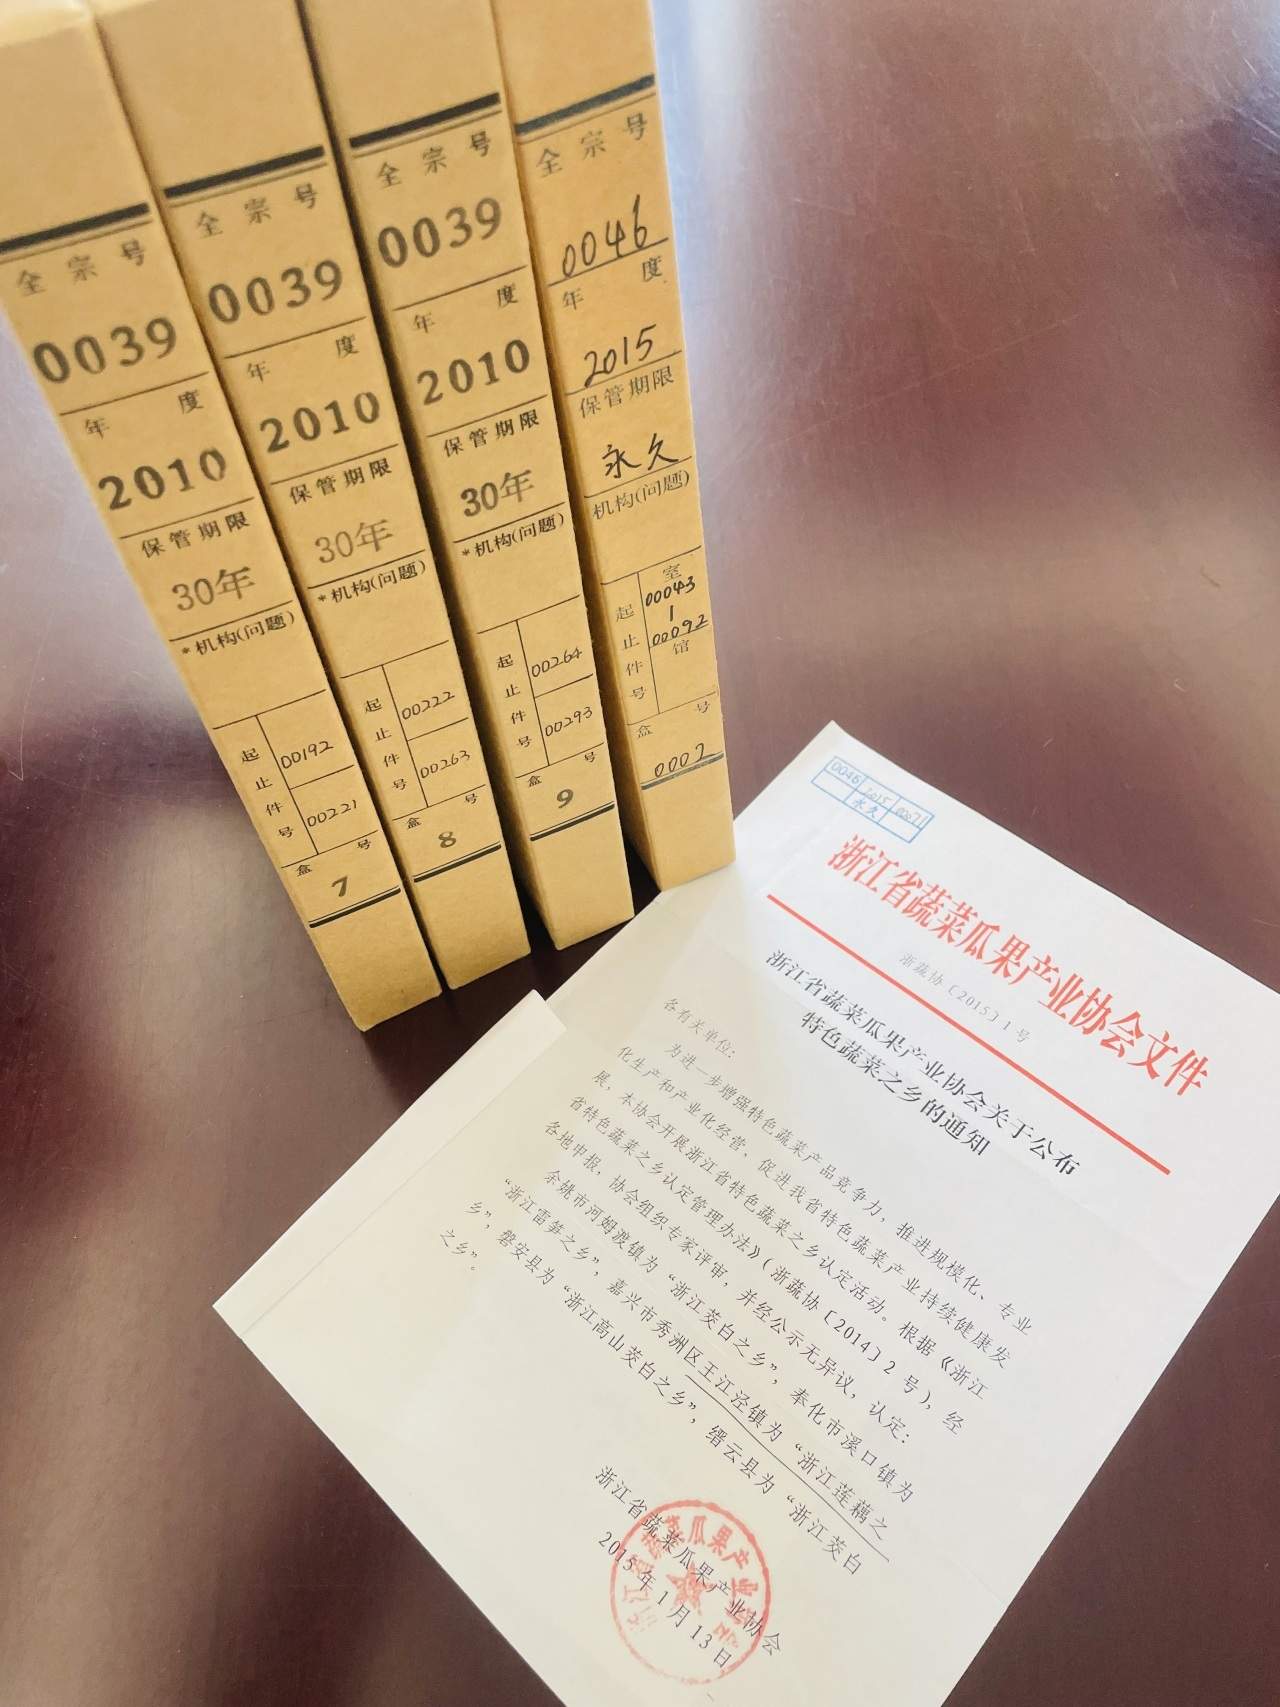 全宗号
0039
年度
2010
保管期限
30年
*机构(问题)
起止件号
00192
00221
盒号
7
全宗号
0039
年度
2010
保管期限
30年
*机构(问题)
起止件号
00222
00263
盒号
8
全宗号
0039
年度
2010
保管期限
30年
*机构(问题)
起止件号
00264
00293
盒号
9
全宗号
0046
年度
2015
保管期限
永久
机构(问题)
起止件号
室
00043
1
00092
馆
盒号
0002
0046 2015 00071
永久
浙江省蔬菜瓜果产业协会文件
浙蔬协〔2015〕1号
浙江省蔬菜瓜果产业协会关于公布
特色蔬菜之乡的通知
各有关单位:
为进一步增强特色蔬菜产品竞争力,推进规模化、专业
化生产和产业化经营,促进我省特色蔬菜产业持续健康发
展,本协会开展浙江省特色蔬菜之乡认定活动。根据《浙江
省特色蔬菜之乡认定管理办法》(浙蔬协〔2014〕2号),经
各地申报,协会组织专家评审,并经公示无异议,认定:
余姚市河姆渡镇为“浙江茭白之乡”,奉化市溪口镇为
“浙江雷笋之乡”,嘉兴市秀洲区王江泾镇为“浙江莲藕之
乡”,磐安县为“浙江高山茭白之乡”,缙云县为“浙江茭白
之乡”。
浙江省蔬菜瓜果产业协会
2015年1月13日
浙江省蔬菜瓜果产业协会